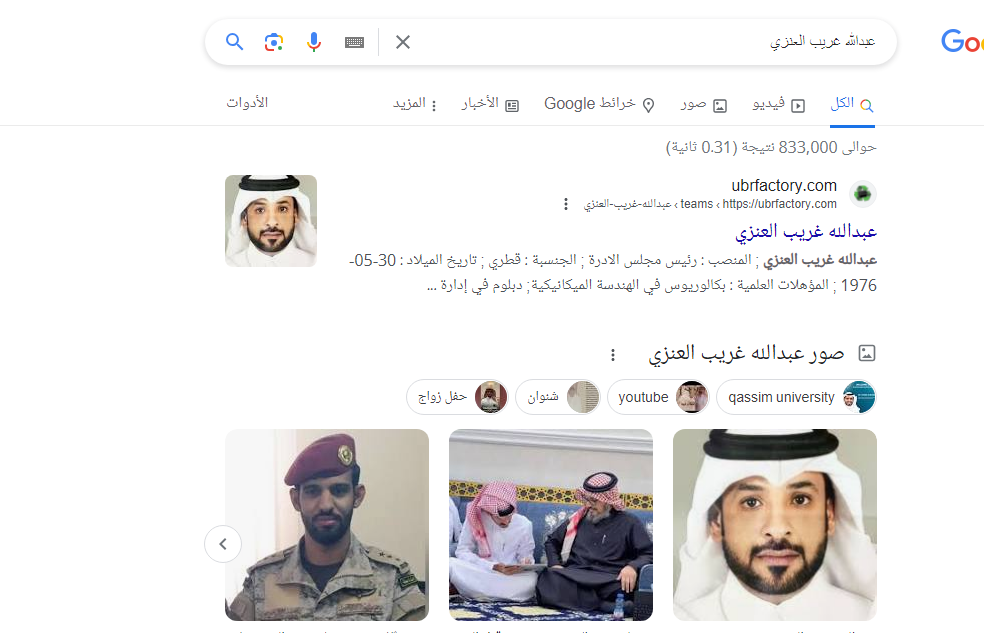 عبدالله غريب العنزي
Goo
الكل
فيديو
صور
خرائط Google
الأخبار
المزيد
الأدوات
حوالى 833,000 نتيجة (0.31 ثانية)
ubrfactory.com
https://ubrfactory.com › teams › عبدالله-غريب-العنزي
عبدالله غريب العنزي
عبدالله غريب العنزي ; المنصب : رئيس مجلس الادرة ; الجنسية : قطري ; تاريخ الميلاد : 30-05-
1976 ; المؤهلات العلمية : بكالوريوس في الهندسة الميكانيكية; دبلوم في إدارة ...
صور عبدالله غريب العنزي
qassim university
youtube
شنوان
حفل زواج